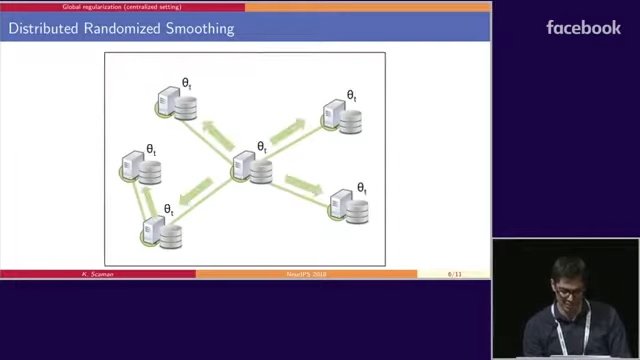 Global regularization (centralized setting)
Distributed Randomized Smoothing
facebook
θt
θt
θt
θt
θt
θt
K. Scaman
NeurIPS 2018
6/11